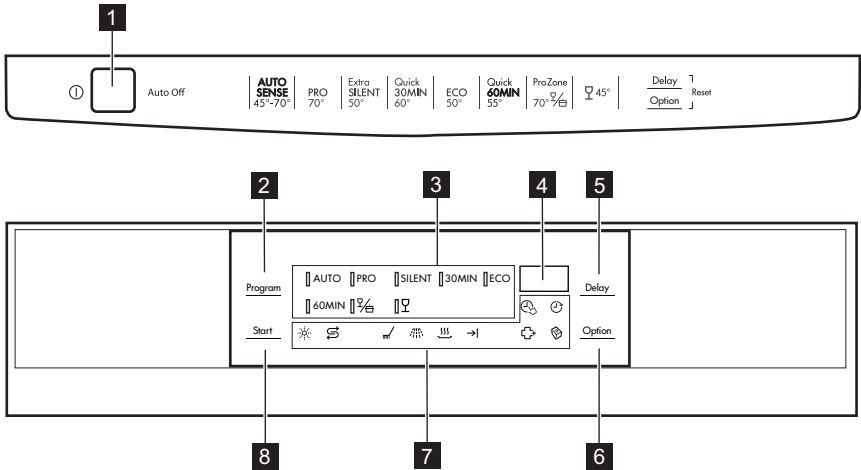 1
Auto Off
AUTO SENSE 45°-70°
PRO 70°
Extra SILENT 50°
Quick 30MIN 60°
ECO 50°
Quick 60MIN 55°
ProZone 70°
45°
Delay
Option
Reset
2
3
4
5
Program
AUTO PRO SILENT 30MIN ECO
60MIN
Delay
Start
Option
8
7
6